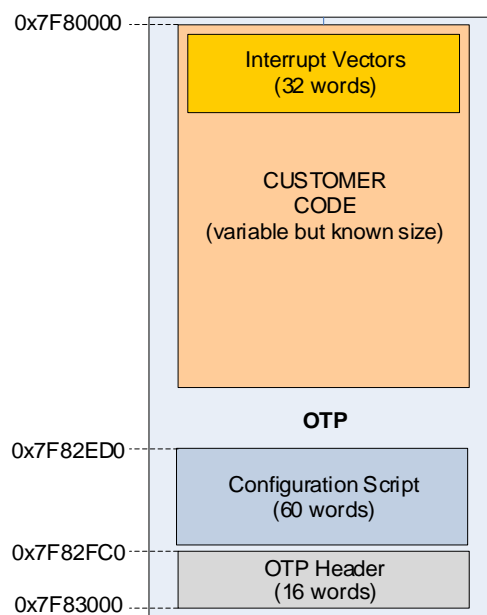 0x7F80000
Interrupt Vectors
(32 words)
CUSTOMER
CODE
(variable but known size)
OTP
0x7F82ED0
Configuration Script
(60 words)
0x7F82FC0
OTP Header
(16 words)
0x7F83000